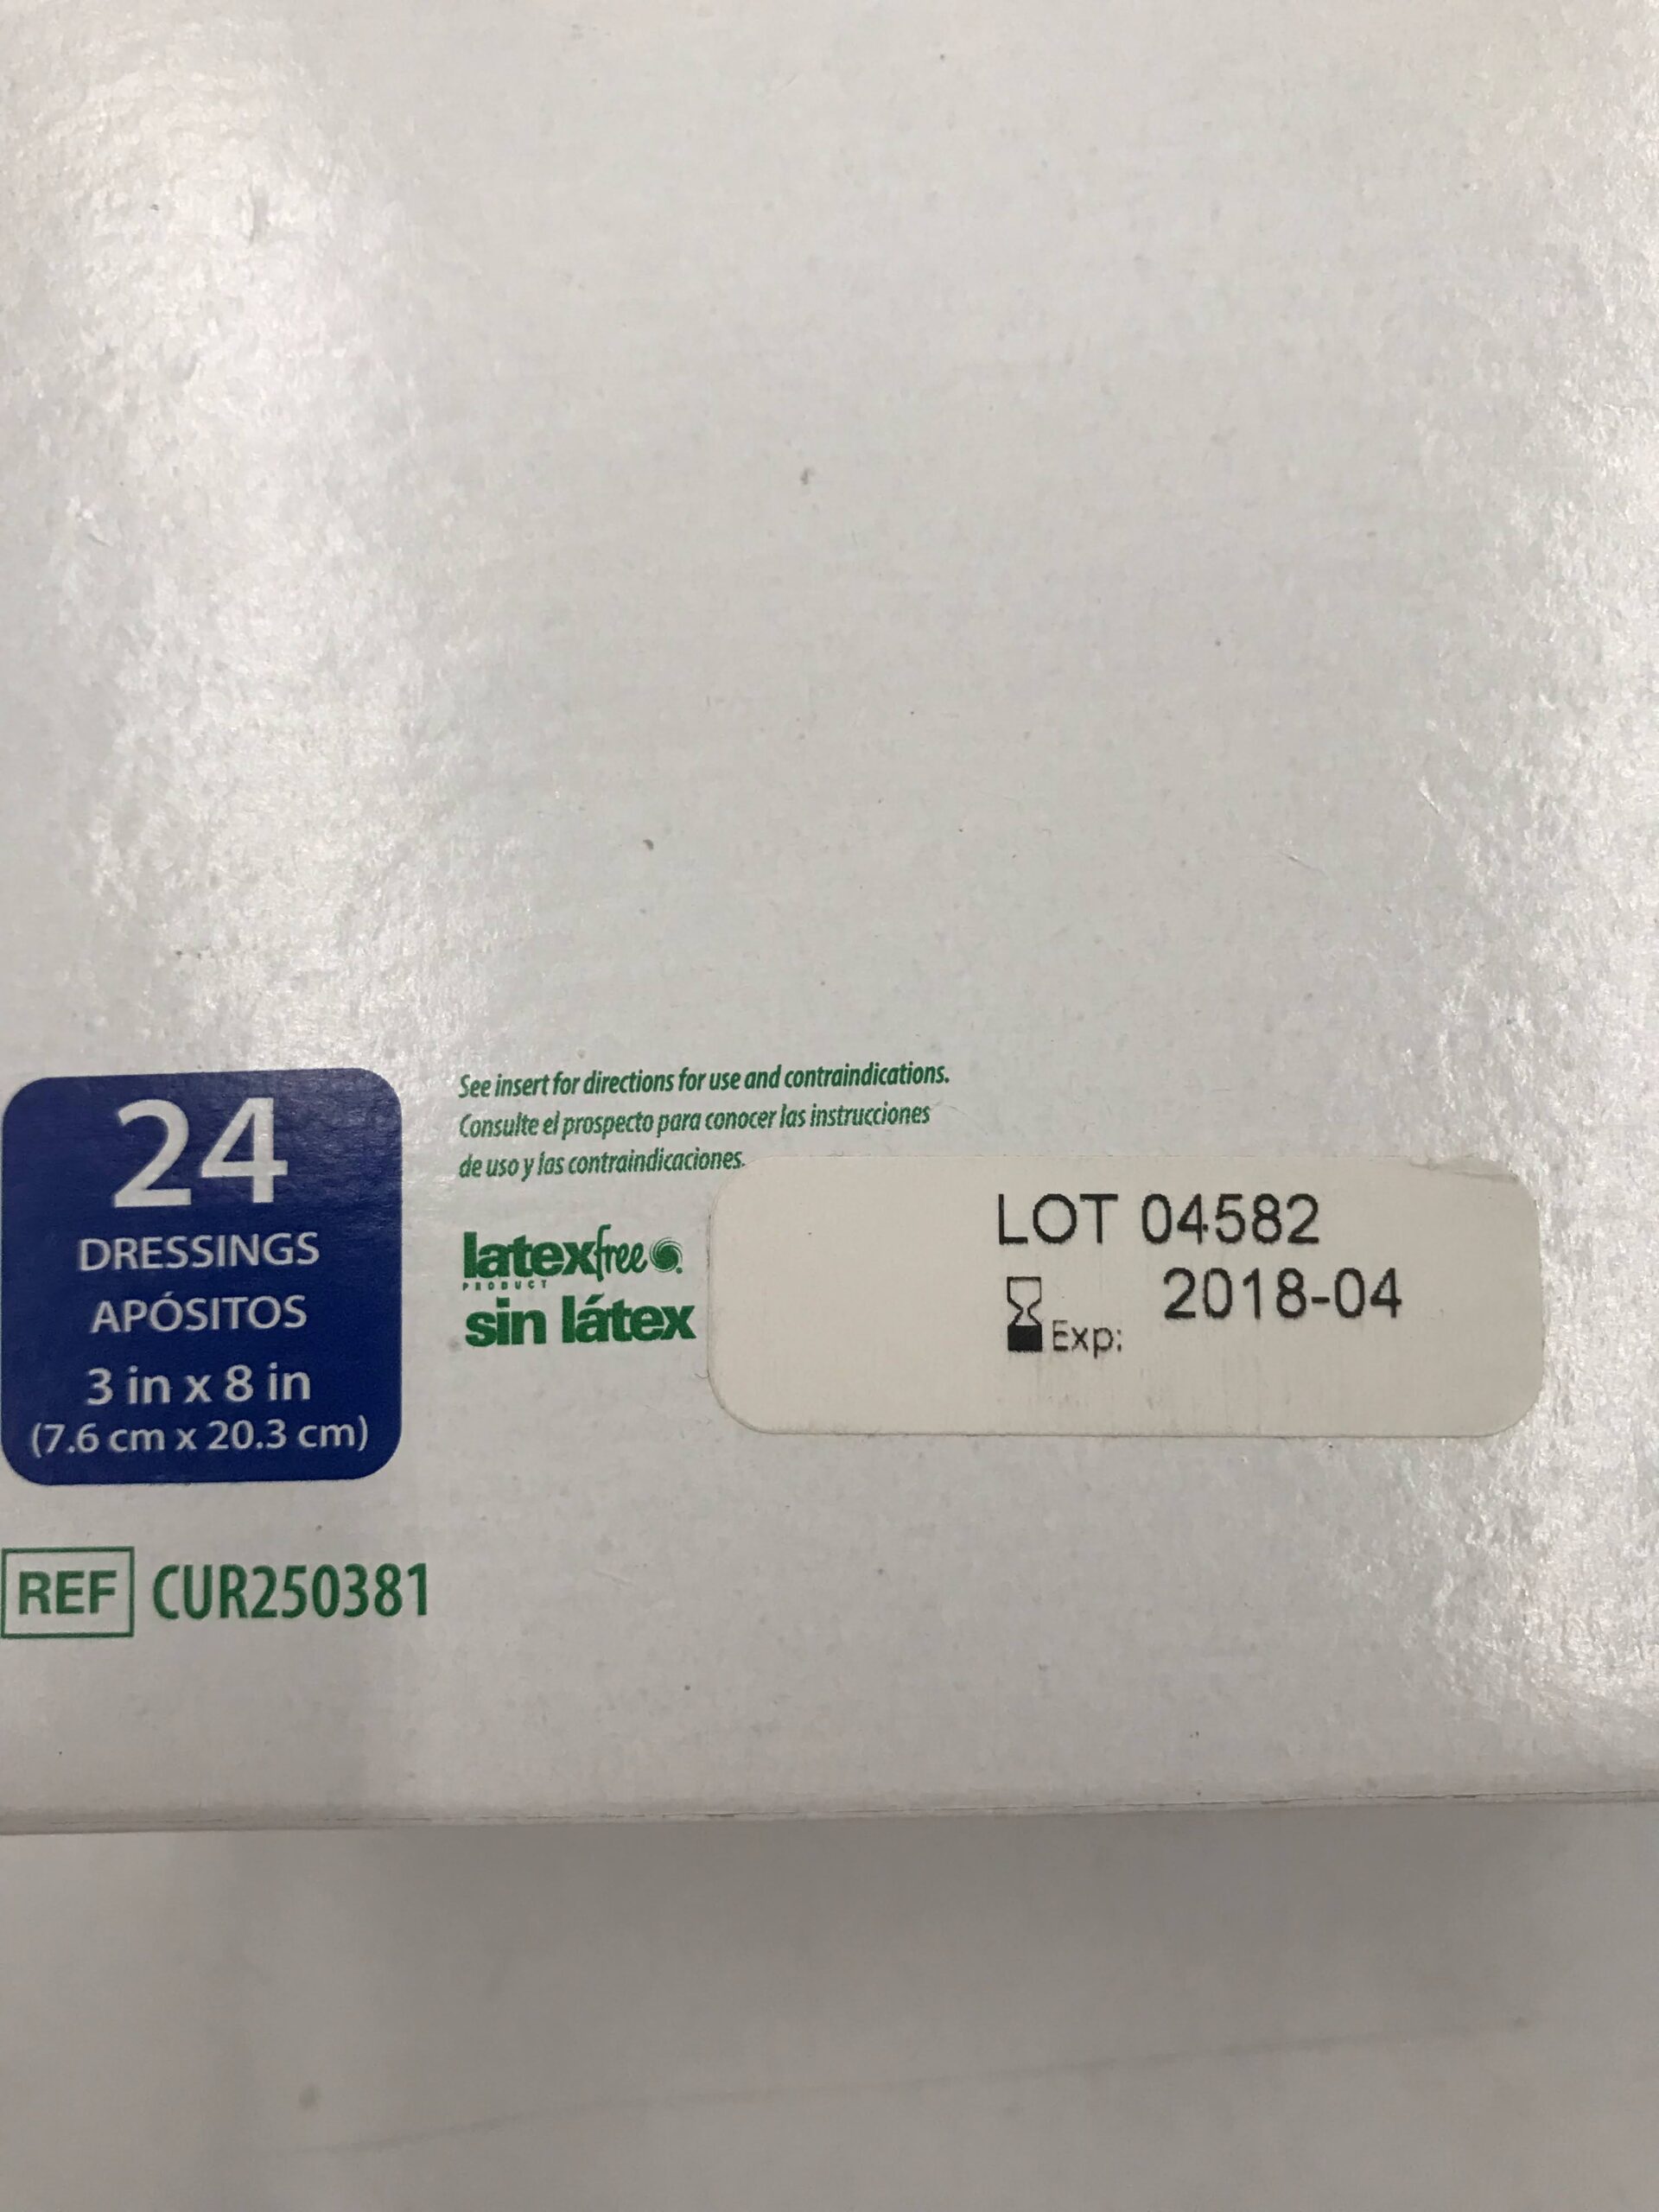 24
DRESSINGS
APÓSITOS
3 in x 8 in
(7.6 cm x 20.3 cm)
See insert for directions for use and contraindications.
Consulte el prospecto para conocer las instrucciones
de uso y las contraindicaciones.
latexfree
PRODUCT
sin látex
LOT 04582
Exp: 2018-04
REF CUR250381